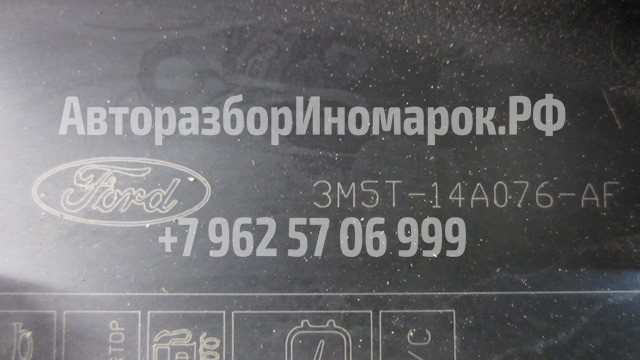 АвторазборИномарок.РФ
Ford
3M5T-14A076-AF
+7 962 57 06 999